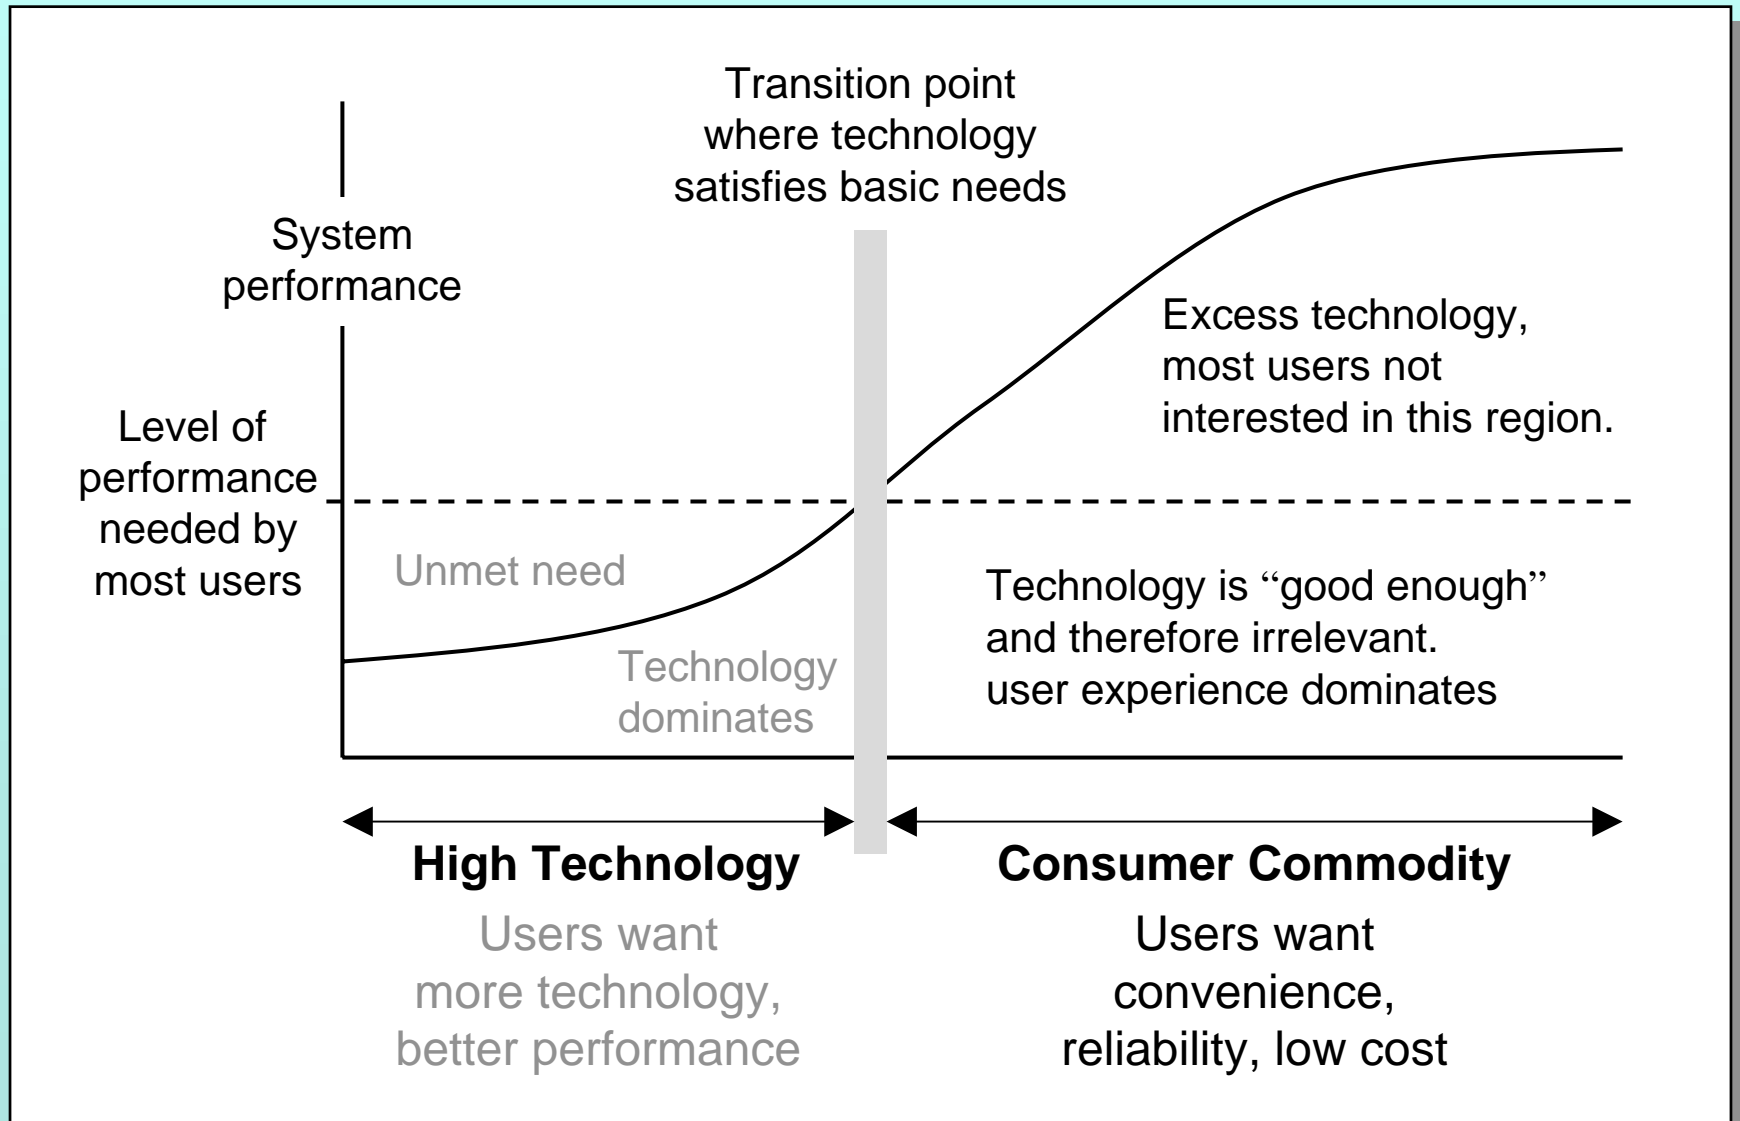 Transition point
where technology
satisfies basic needs
System
performance
Excess technology,
most users not
interested in this region.
Level of
performance
needed by
most users
Unmet need
Technology
dominates
Technology is “good enough”
and therefore irrelevant.
user experience dominates
High Technology
Users want
more technology,
better performance
Consumer Commodity
Users want
convenience,
reliability, low cost